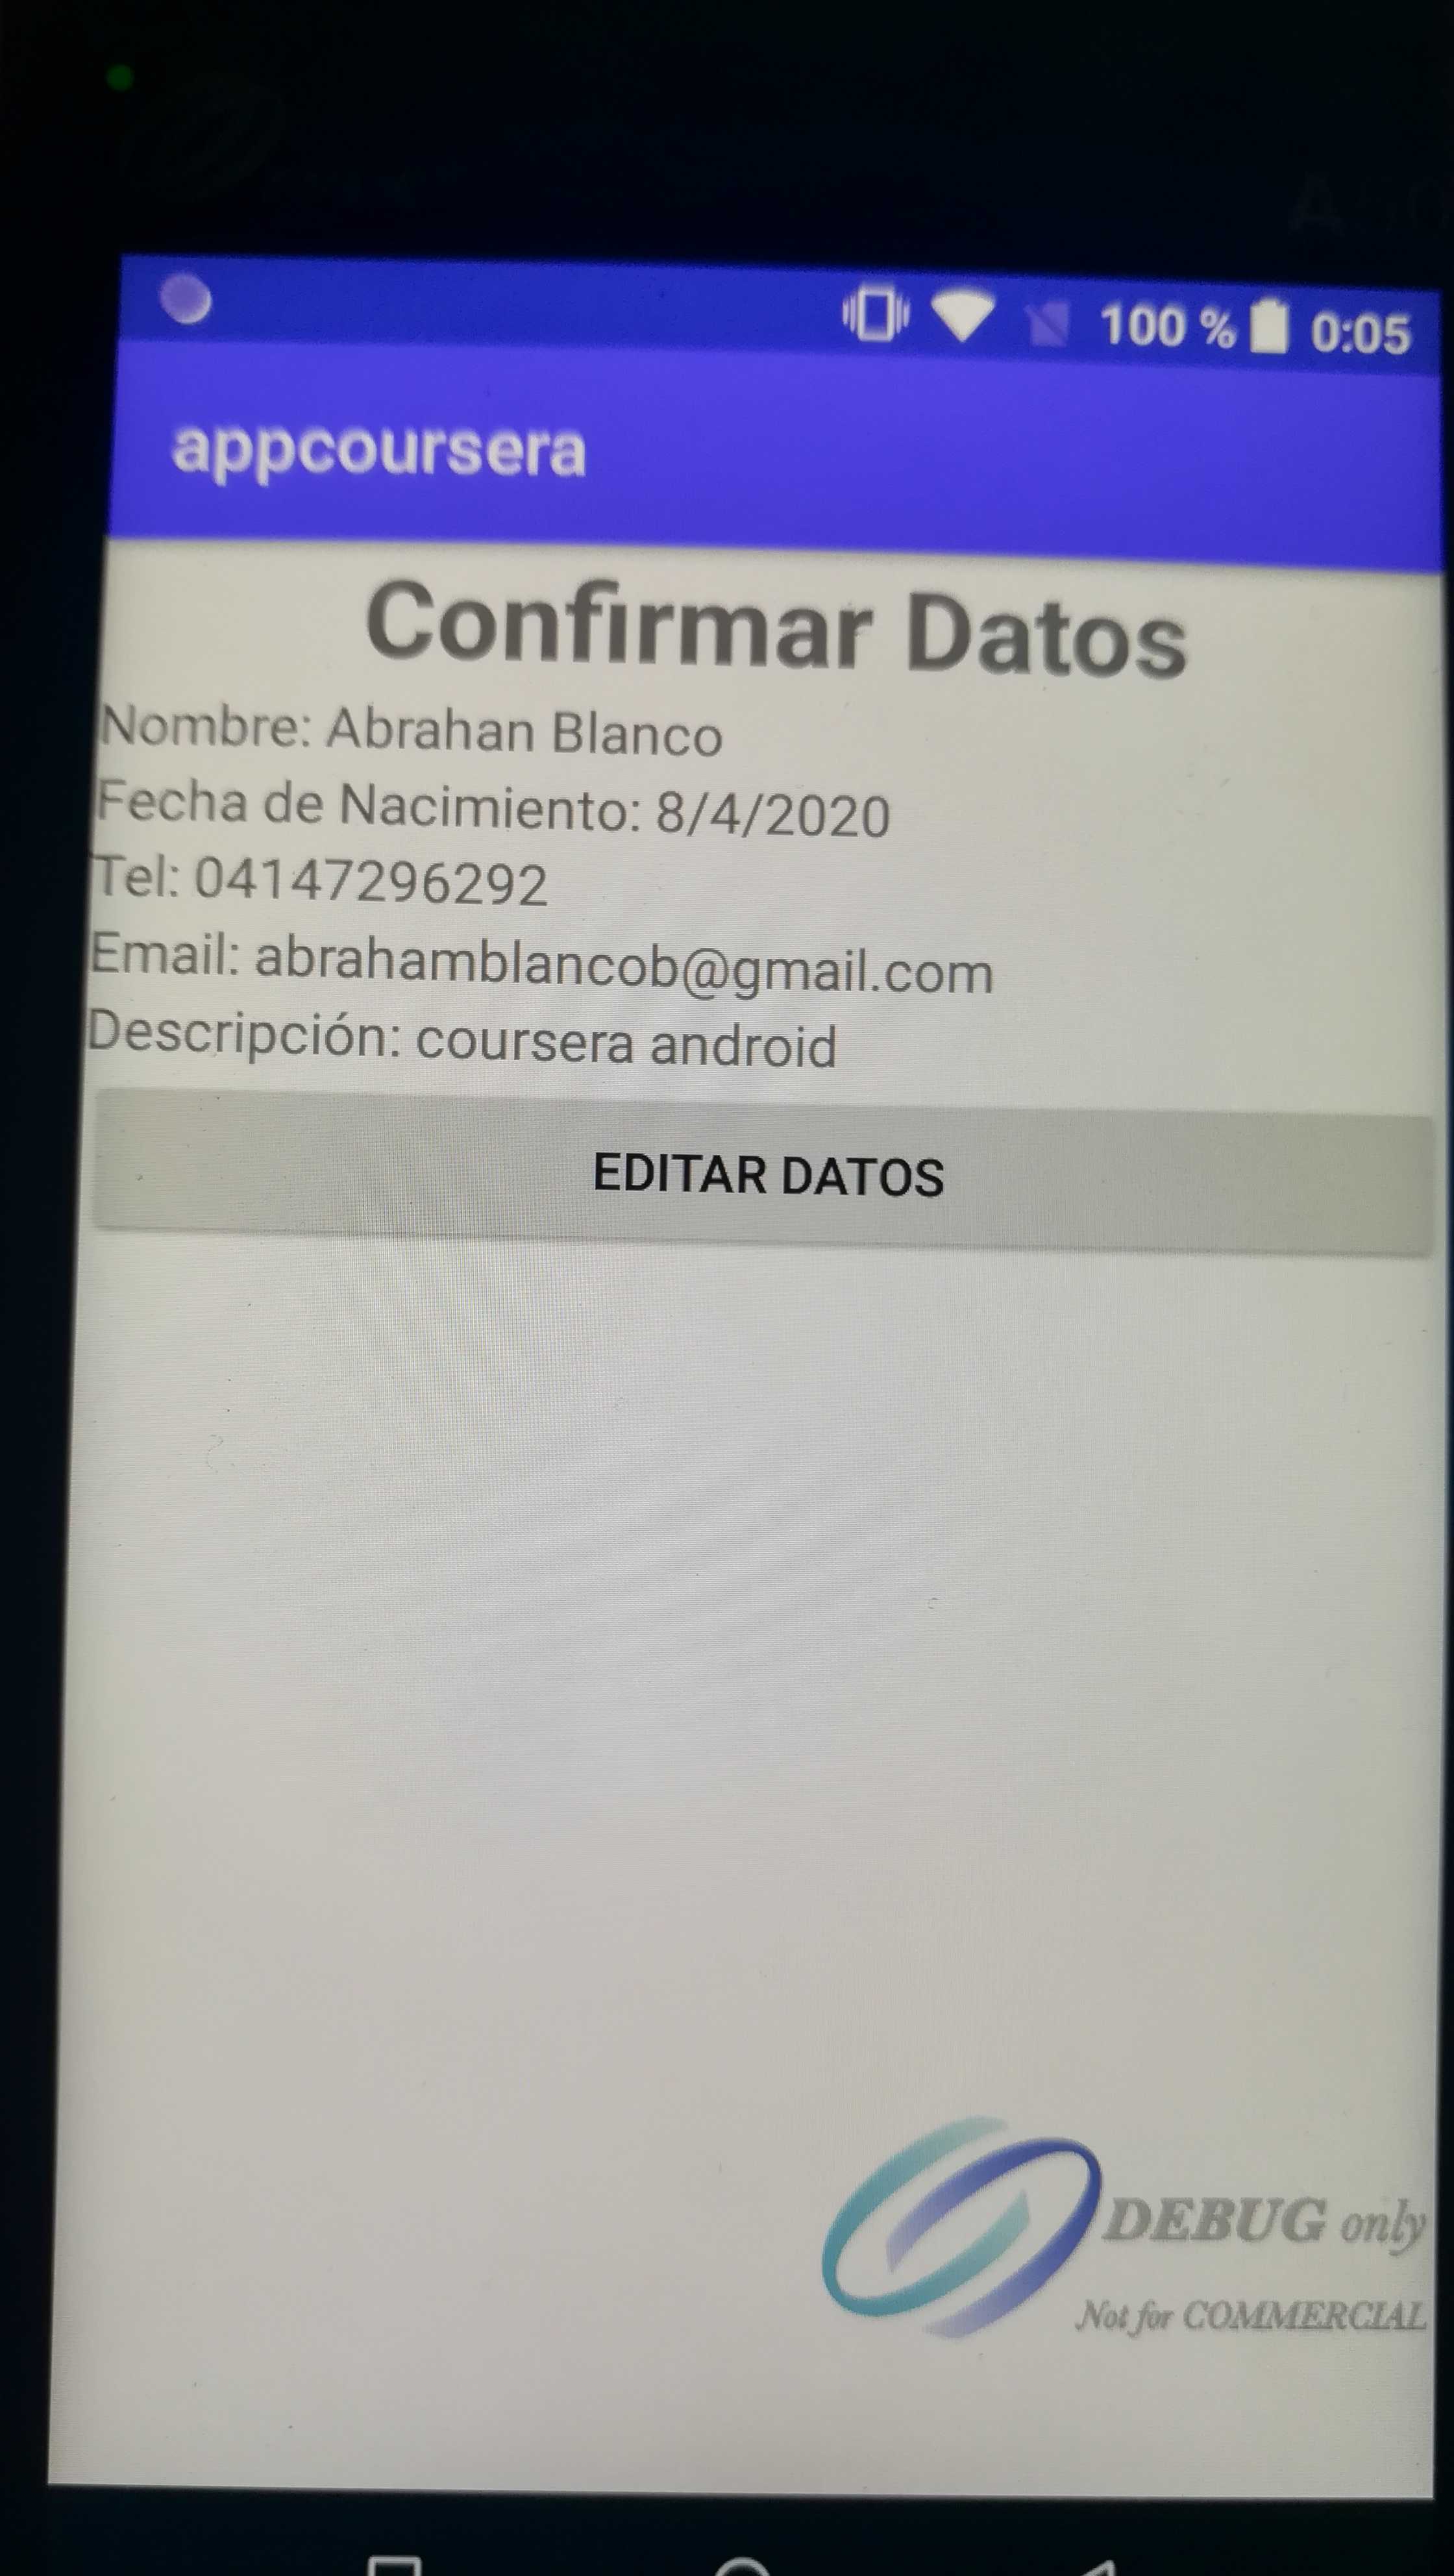 100 % 0:05
appcoursera
Confirmar Datos
Nombre: Abrahan Blanco
Fecha de Nacimiento: 8/4/2020
Tel: 04147296292
Email: abrahamblancob@gmail.com
Descripción: coursera android
EDITAR DATOS
DEBUG only
Not for COMMERCIAL